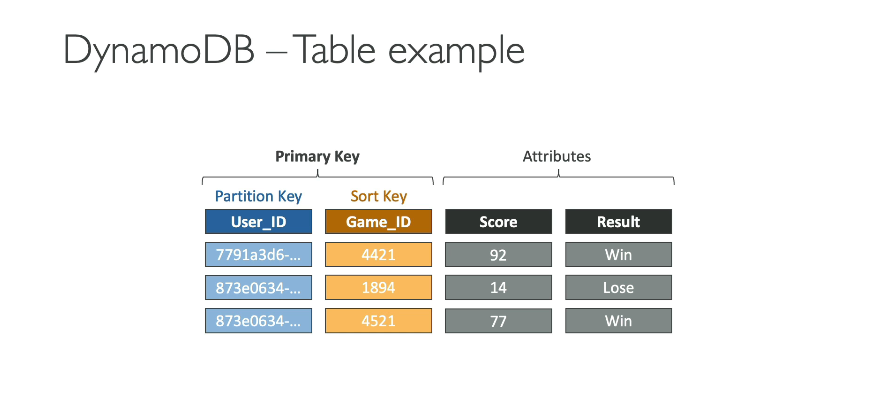 DynamoDB – Table example
Primary Key Attributes
Partition Key Sort Key
User_ID Game_ID Score Result
7791a3d6-... 4421 92 Win
873e0634-... 1894 14 Lose
873e0634-... 4521 77 Win